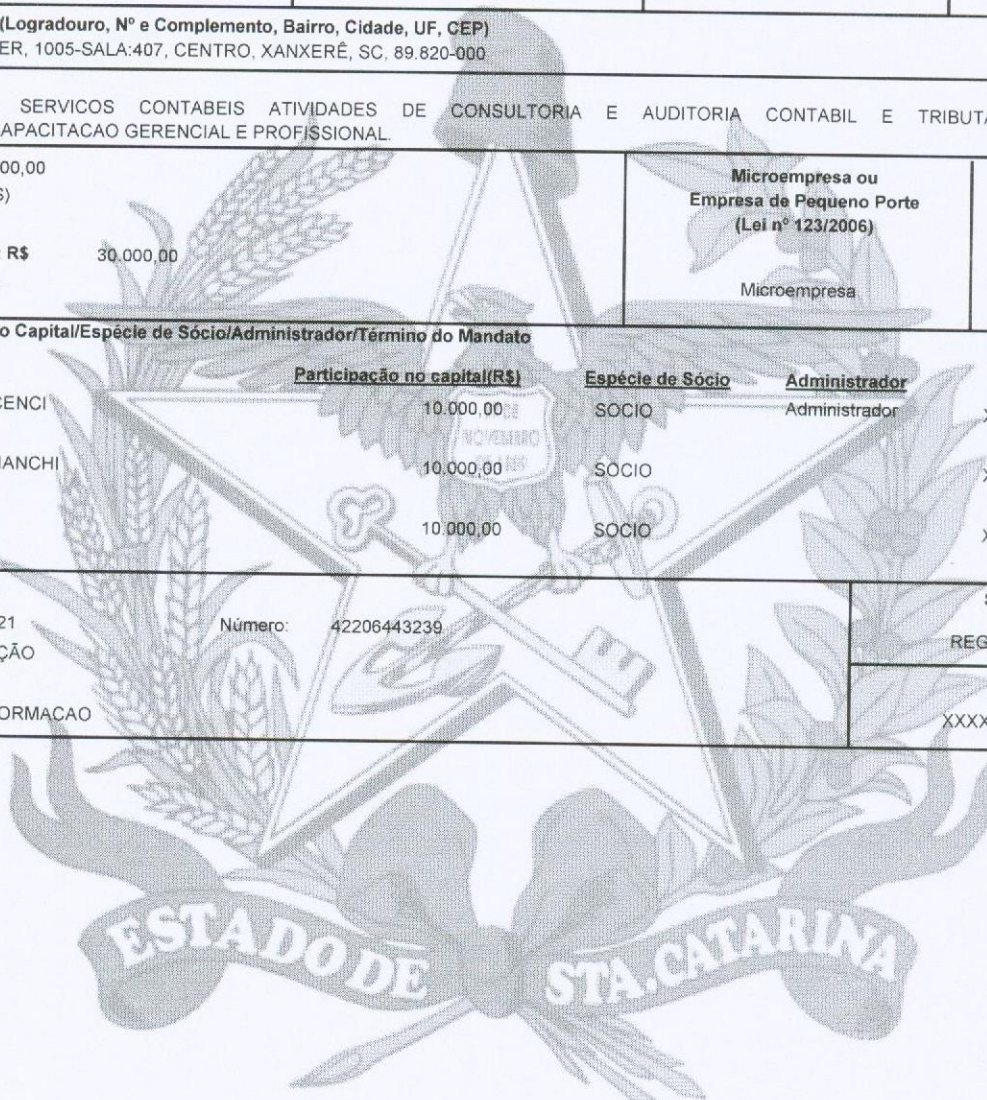 (Logradouro, Nº e Complemento, Bairro, Cidade, UF, CEP)
ER, 1005-SALA:407, CENTRO, XANXERÊ, SC, 89.820-000
SERVICOS CONTABEIS ATIVIDADES DE CONSULTORIA E AUDITORIA CONTABIL E TRIBUTA
APACITACAO GERENCIAL E PROFISSIONAL.
00,00
Microempresa ou
Empresa de Pequeno Porte
(Lei nº 123/2006)
R$ 30.000,00
Microempresa
o Capital/Espécie de Sócio/Administrador/Término do Mandato
Participação no capital(R$) Espécie de Sócio Administrador
CENCI 10.000,00 SOCIO Administrador X
IANCHI 10.000,00 SOCIO X
10.000,00 SOCIO X
21 Número: 42206443239
ÇÃO REG
ORMACAO XXXX
DE
NOVEMBRO
ESTADO DE STA.CATARINA